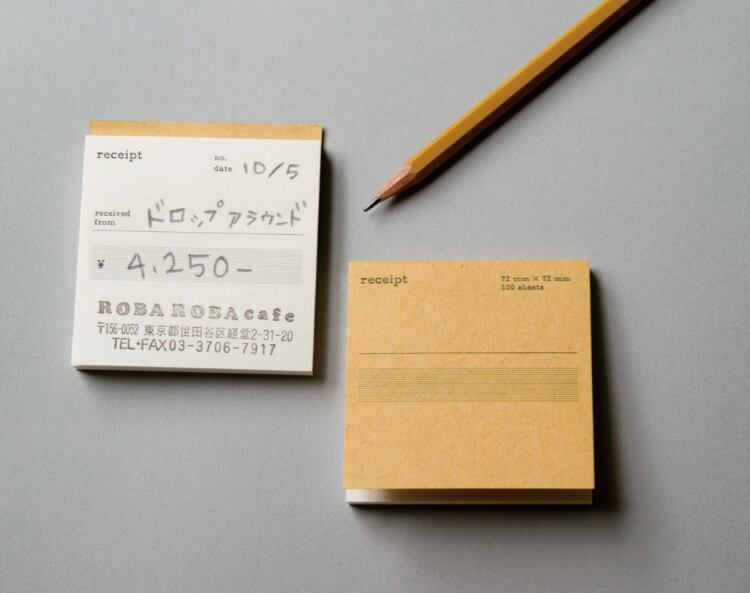 receipt
no.
date 10/5
received
from ドロップアラウンド
¥ 4.250-
ROBA ROBA cafe
〒156-0052 東京都世田谷区経堂2-31-20
TEL・FAX03-3706-7917
receipt
72 mm × 72 mm
100 sheets